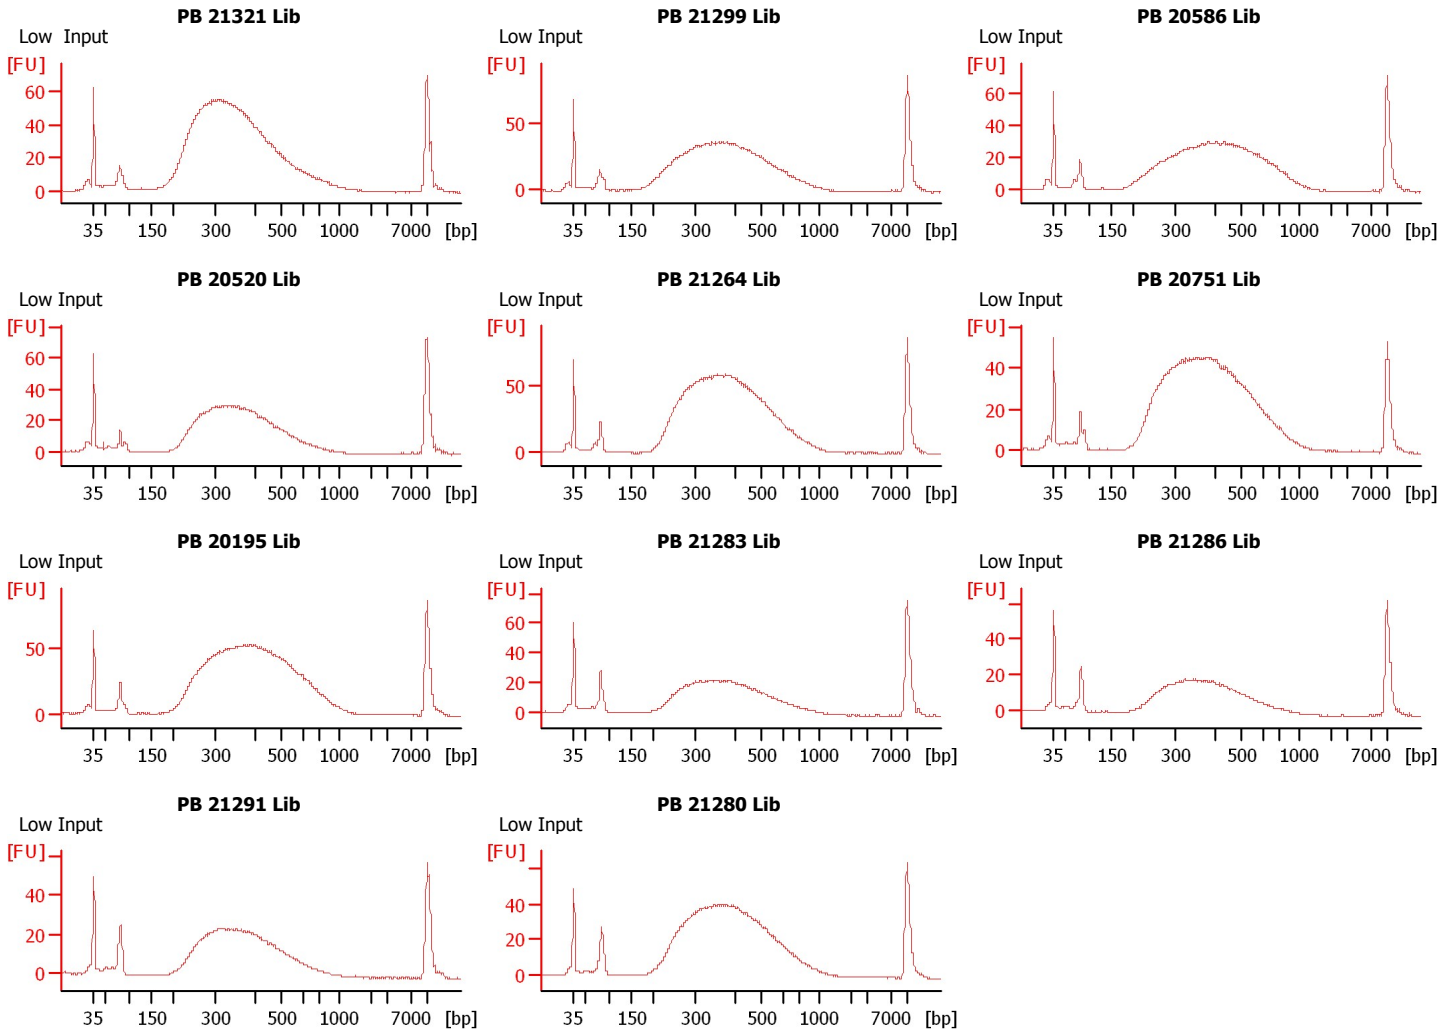 PB 21321 Lib
Low Input
[FU]
60
40
20
0
35 150 300 500 1000 7000 [bp]
PB 21299 Lib
Low Input
[FU]
50
0
35 150 300 500 1000 7000 [bp]
PB 20586 Lib
Low Input
[FU]
60
40
20
0
35 150 300 500 1000 7000 [bp]
PB 20520 Lib
Low Input
[FU]
60
40
20
0
35 150 300 500 1000 7000 [bp]
PB 21264 Lib
Low Input
[FU]
50
0
35 150 300 500 1000 7000 [bp]
PB 20751 Lib
Low Input
[FU]
40
20
0
35 150 300 500 1000 7000 [bp]
PB 20195 Lib
Low Input
[FU]
50
0
35 150 300 500 1000 7000 [bp]
PB 21283 Lib
Low Input
[FU]
60
40
20
0
35 150 300 500 1000 7000 [bp]
PB 21286 Lib
Low Input
[FU]
40
20
0
35 150 300 500 1000 7000 [bp]
PB 21291 Lib
Low Input
[FU]
40
20
0
35 150 300 500 1000 7000 [bp]
PB 21280 Lib
Low Input
[FU]
40
20
0
35 150 300 500 1000 7000 [bp]